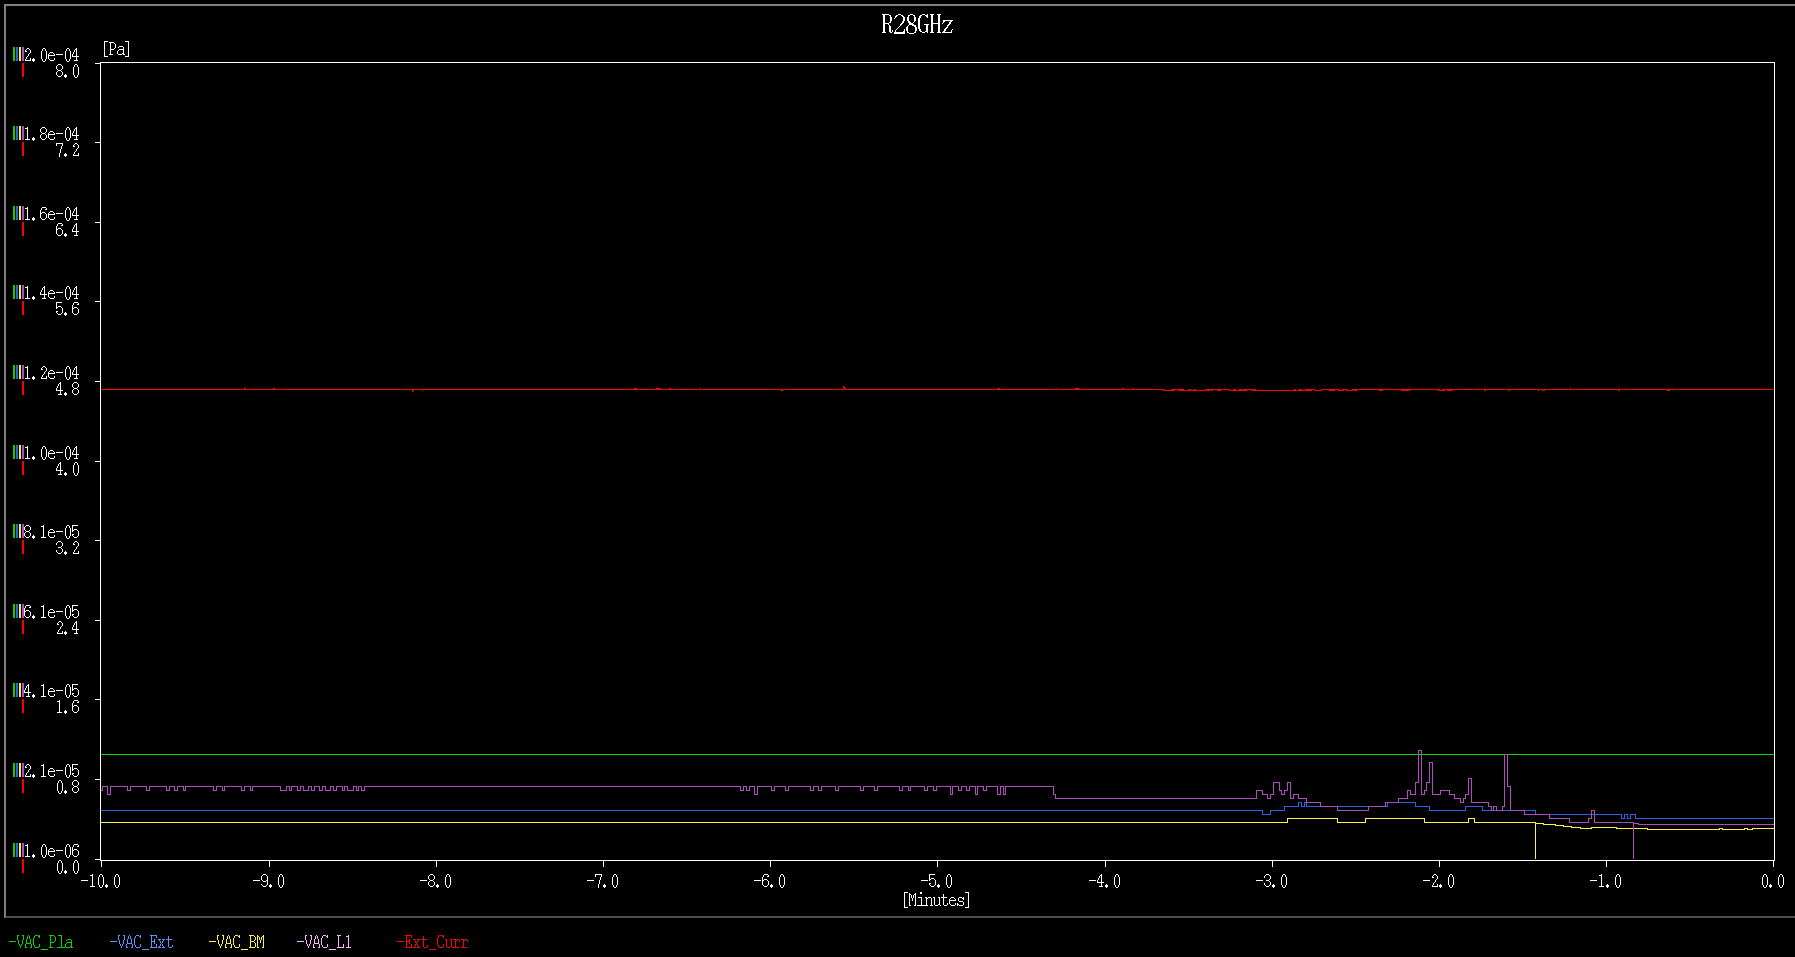 R28GHz
[Pa]
2.0e-04
8.0
1.8e-04
7.2
1.6e-04
6.4
1.4e-04
5.6
1.2e-04
4.8
1.0e-04
4.0
8.1e-05
3.2
6.1e-05
2.4
4.1e-05
1.6
2.1e-05
0.8
1.0e-06
0.0
-10.0 -9.0 -8.0 -7.0 -6.0 -5.0 -4.0 -3.0 -2.0 -1.0 0.0
[Minutes]
-VAC_Pla -VAC_Ext -VAC_BM -VAC_L1 -Ext_Curr